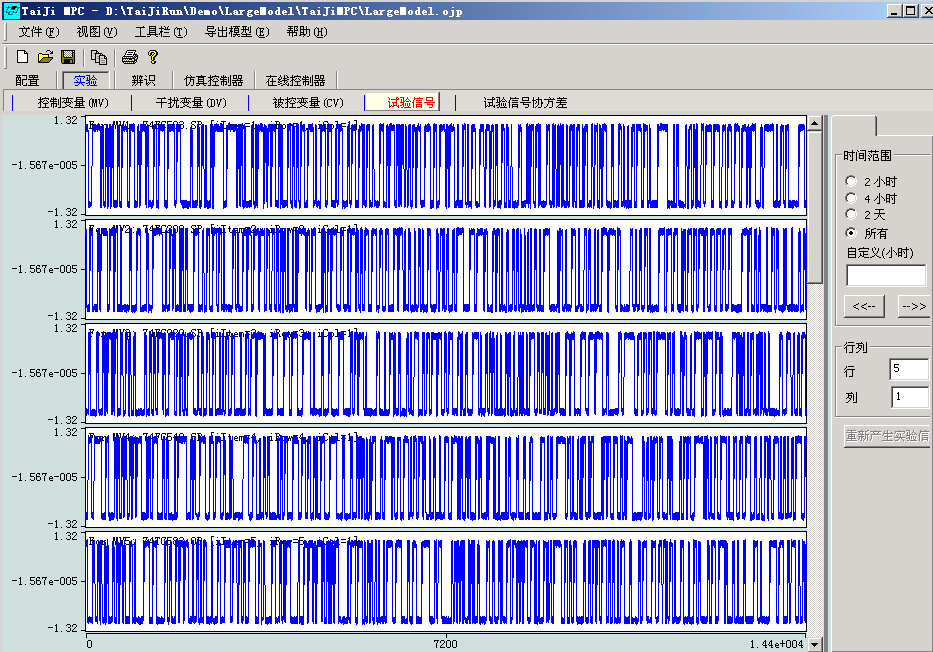 TaiJi MPC - D:\TaiJiRun\Demo\LargeModel\TaiJiMPC\LargeModel.ojp
文件(F) 视图(V) 工具栏(T) 导出模型(E) 帮助(H)
配置 实验 辨识 仿真控制器 在线控制器
控制变量(MV) 干扰变量(DV) 被控变量(CV) 试验信号 试验信号协方差
1.32
-1.567e-005
-1.32
1.32
-1.567e-005
-1.32
1.32
-1.567e-005
-1.32
1.32
-1.567e-005
-1.32
1.32
-1.567e-005
-1.32
0 7200 1.44e+004
时间范围
2 小时
4 小时
2 天
所有
自定义(小时)
<<-- -->>
行列
行 5
列 1
重新产生实验信